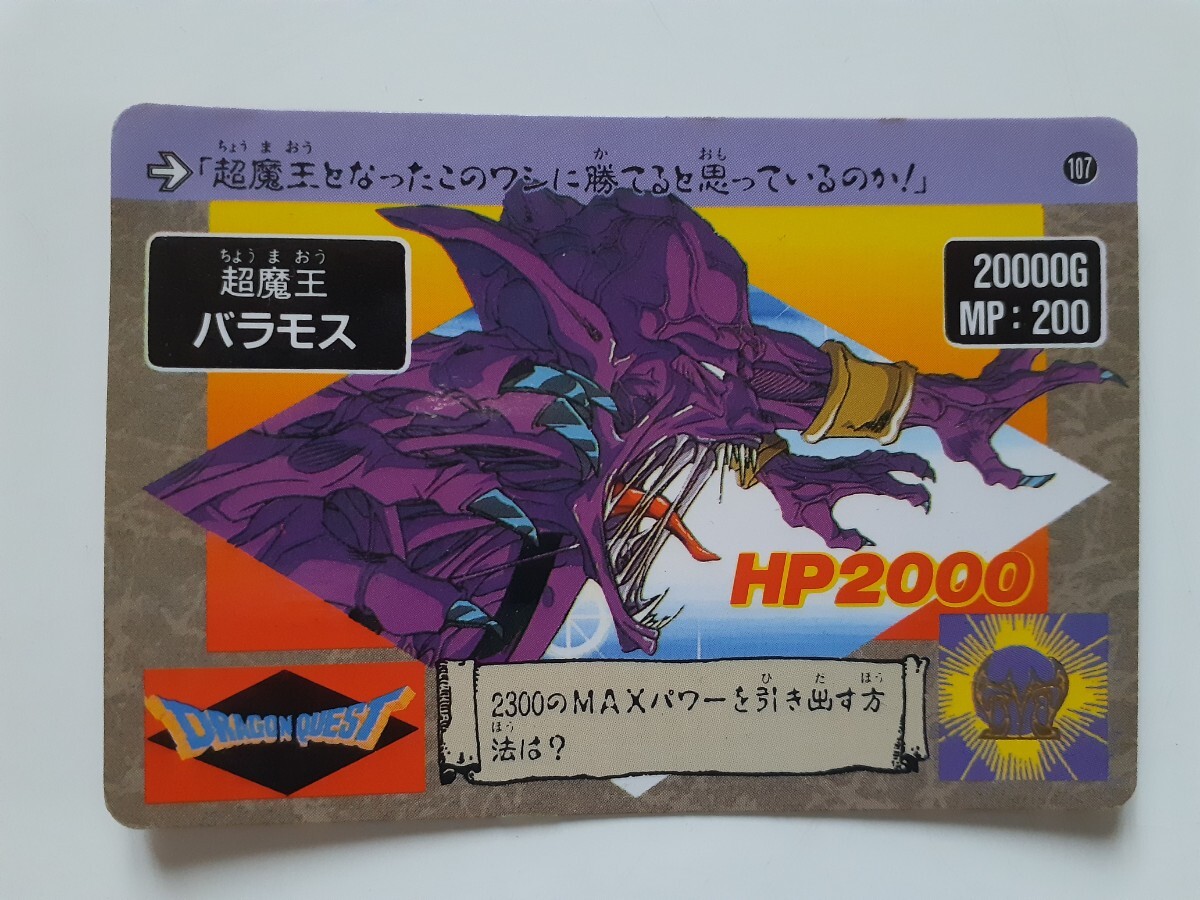 ちょう ま おう か おも
「超魔王となったこのワシに勝てると思っているのか!」
107
ちょう ま おう
超魔王
バラモス
20000G
MP：200
HP2000
ひ だ ほう
2300のMAXパワーを引き出す方
ほう
法は?
DRAGON QUEST